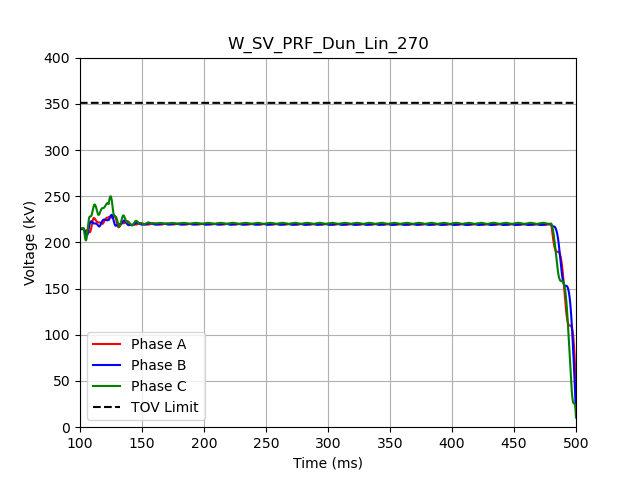 W_SV_PRF_Dun_Lin_270
400
350
300
250
200
150
100
50
0
Voltage (kV)
Phase A
Phase B
Phase C
TOV Limit
100 150 200 250 300 350 400 450 500
Time (ms)